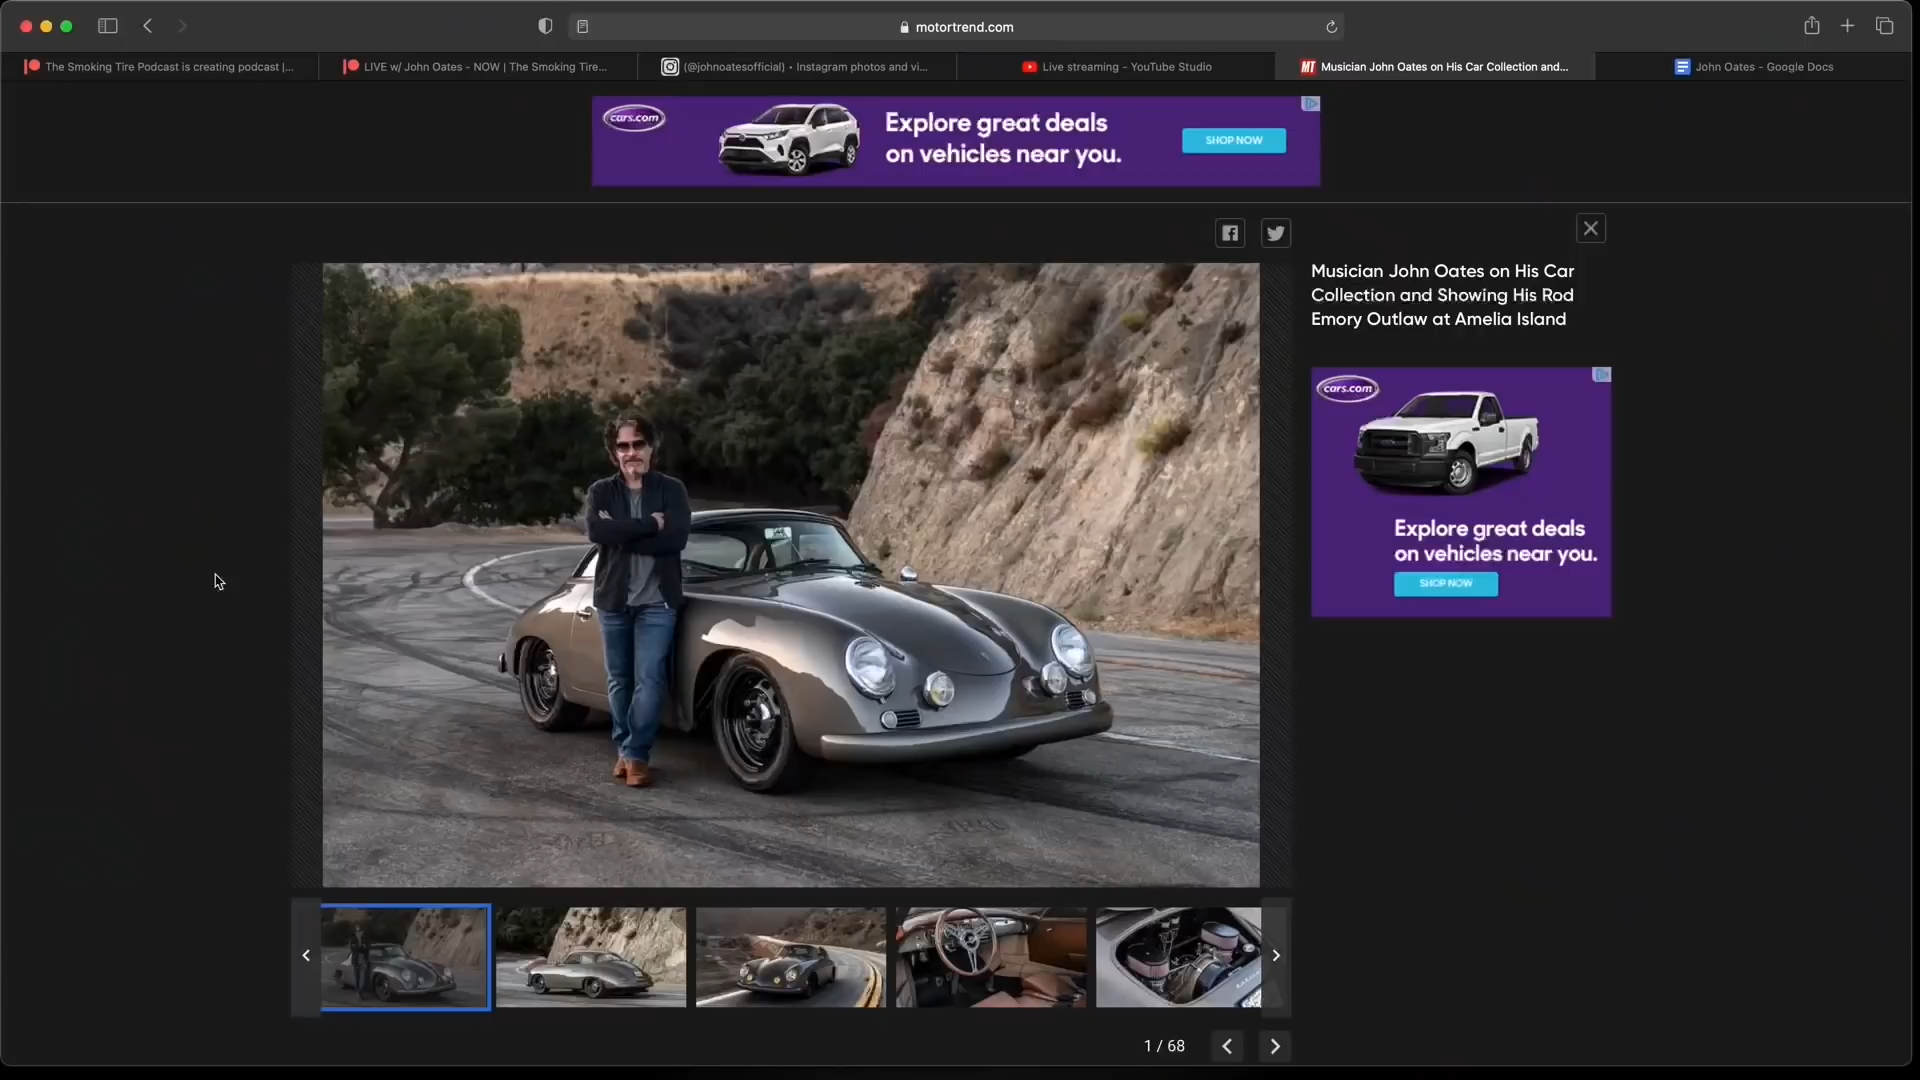 motortrend.com
The Smoking Tire Podcast is creating podcast |...
LIVE w/ John Oates - NOW | The Smoking Tire...
(@johnoatesofficial) • Instagram photos and vi...
Live streaming - YouTube Studio
MT
Musician John Oates on His Car Collection and...
John Oates - Google Docs
cars.com
Explore great deals
on vehicles near you.
SHOP NOW
Musician John Oates on His Car
Collection and Showing His Rod
Emory Outlaw at Amelia Island
cars.com
Explore great deals
on vehicles near you.
SHOP NOW
1 / 68